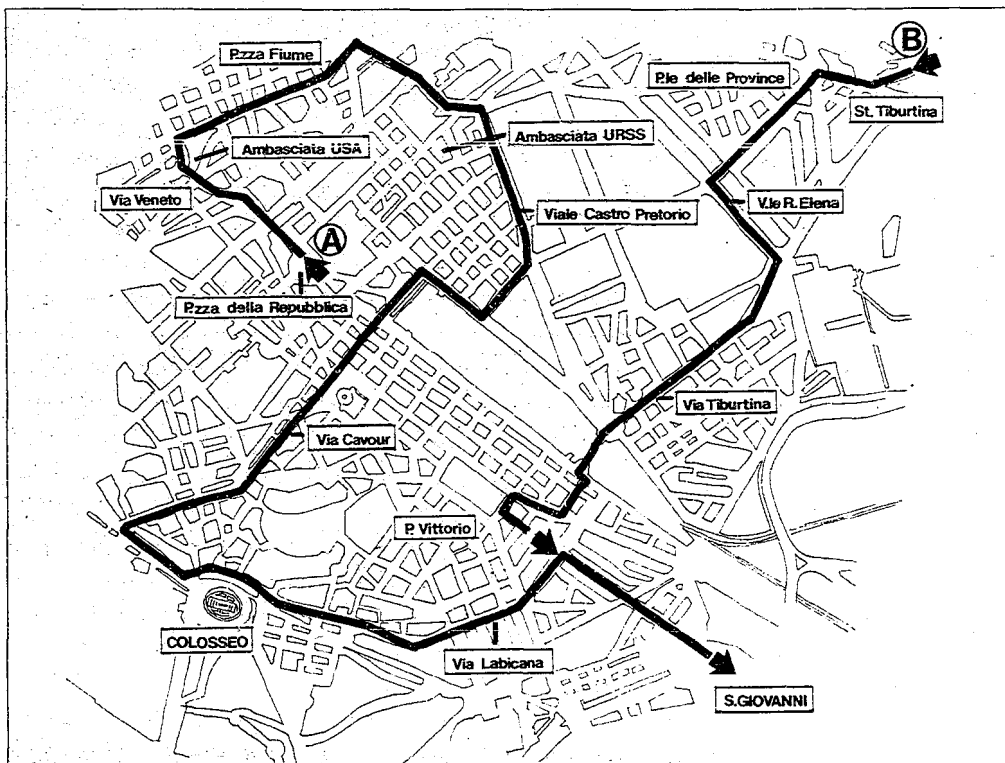 B
P.zza Fiume
P.le delle Province
St. Tiburtina
Ambasciata URSS
Ambasciata USA
Via Veneto
V.le R. Elena
Viale Castro Pretorio
A
P.zza della Repubblica
Via Tiburtina
Via Cavour
P. Vittorio
COLOSSEO
Via Labicana
S.GIOVANNI